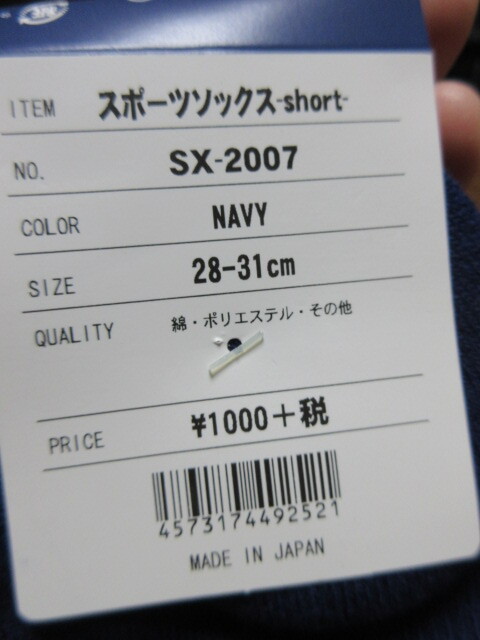 ITEM スポーツソックス-short-
NO. SX-2007
COLOR NAVY
SIZE 28-31cm
QUALITY 綿・ポリエステル・その他
PRICE ¥1000+税
4573174492521
MADE IN JAPAN